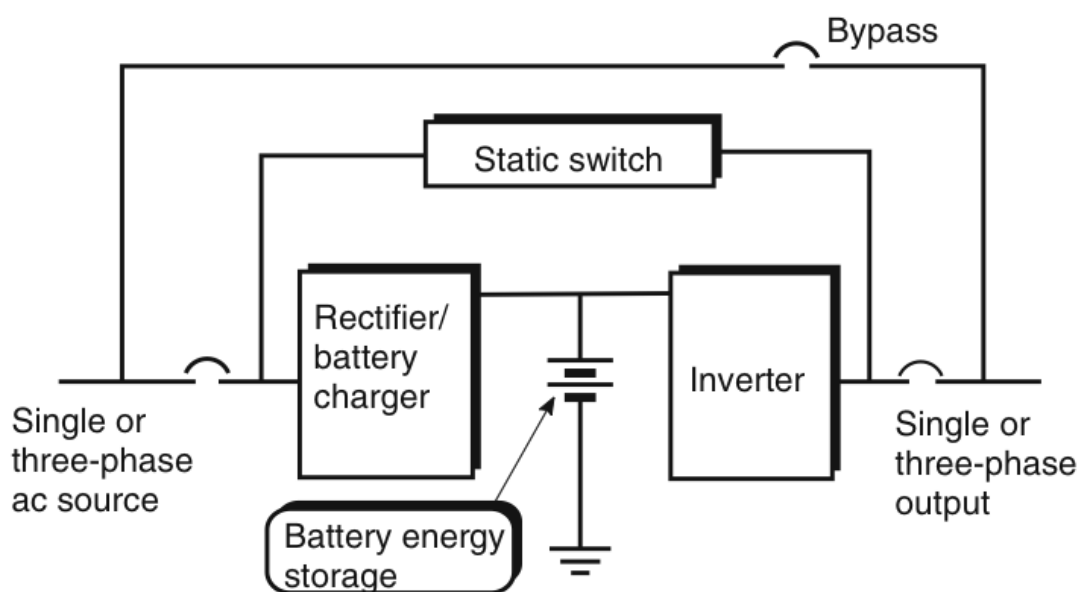 Bypass
Static switch
Rectifier/
battery
charger
Inverter
Single or
three-phase
ac source
Single or
three-phase
output
Battery energy
storage